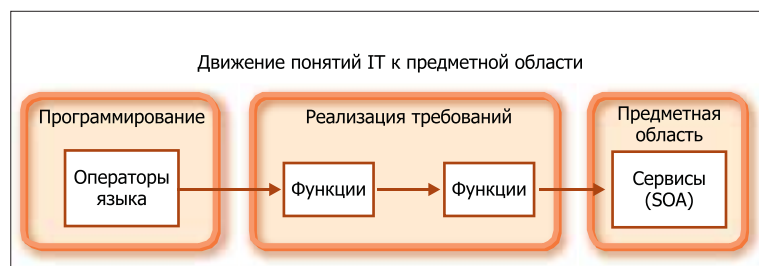 Движение понятий IT к предметной области
Программирование
Операторы
языка
Реализация требований
Функции
Функции
Предметная
область
Сервисы
(SOA)